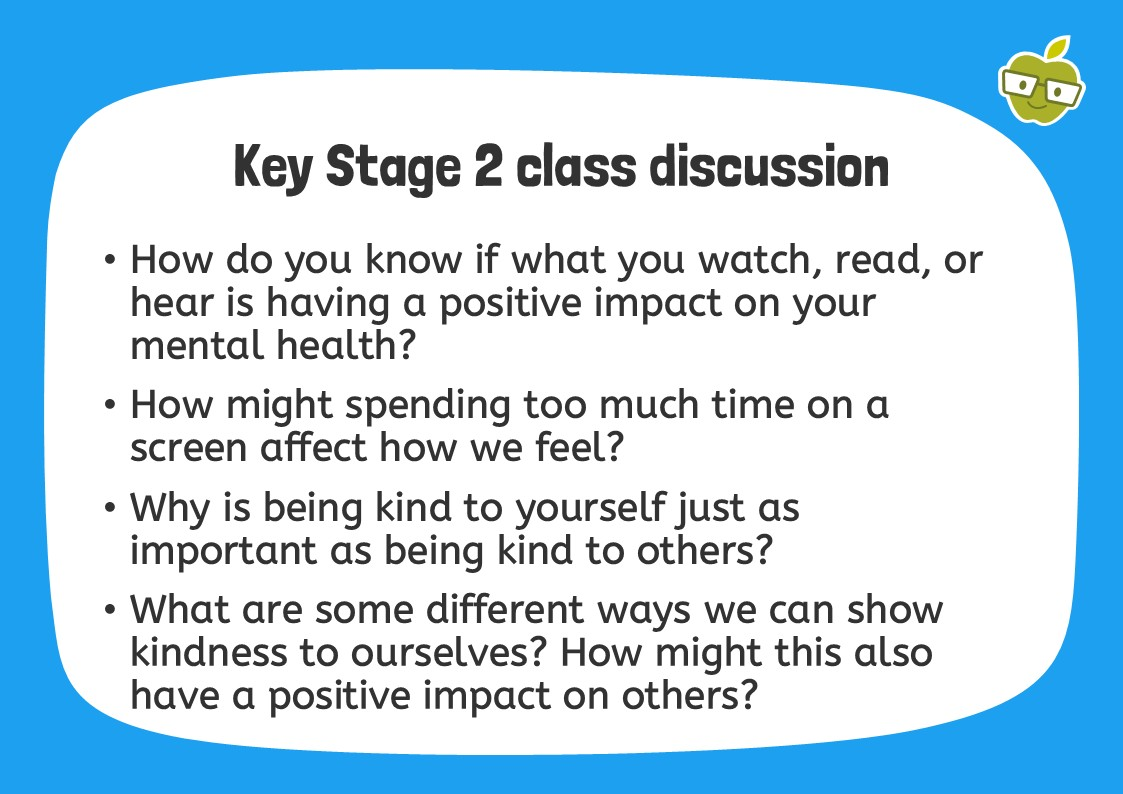 Key Stage 2 class discussion
• How do you know if what you watch, read, or
hear is having a positive impact on your
mental health?
• How might spending too much time on a
screen affect how we feel?
• Why is being kind to yourself just as
important as being kind to others?
• What are some different ways we can show
kindness to ourselves? How might this also
have a positive impact on others?